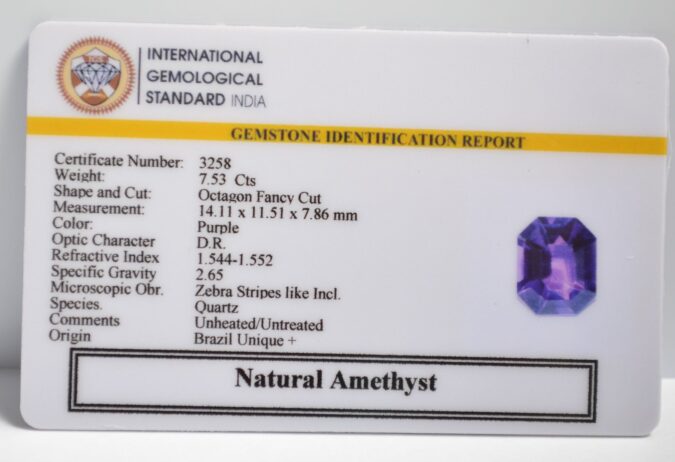 INTERNATIONAL
GEMOLOGICAL
STANDARD INDIA
GEMSTONE IDENTIFICATION REPORT
Certificate Number: 3258
Weight: 7.53 Cts
Shape and Cut: Octagon Fancy Cut
Measurement: 14.11 x 11.51 x 7.86 mm
Color: Purple
Optic Character D.R.
Refractive Index 1.544-1.552
Specific Gravity 2.65
Microscopic Obr. Zebra Stripes like Incl.
Species. Quartz
Comments Unheated/Untreated
Origin Brazil Unique +
Natural Amethyst